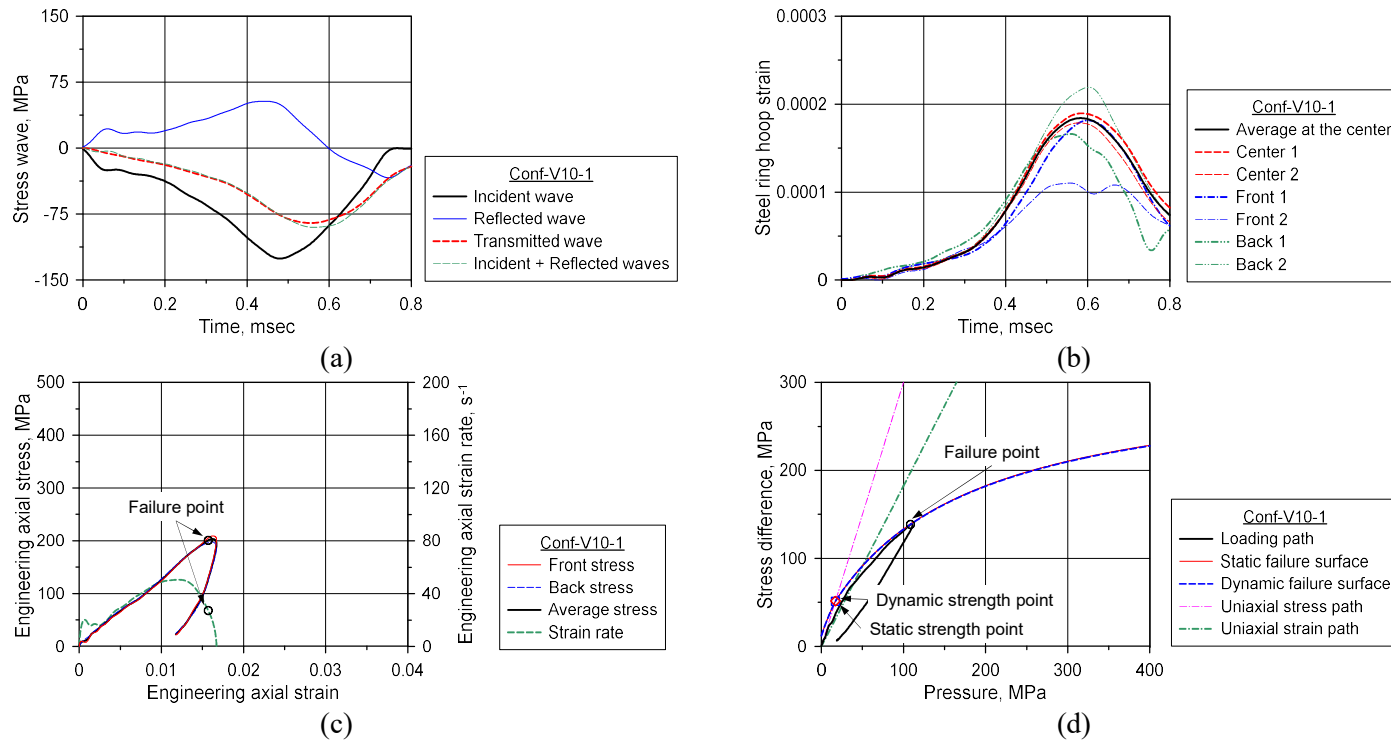 150
75
0
-75
-150
Stress wave, MPa
0
0.2
0.4
0.6
0.8
Time, msec
Conf-V10-1
Incident wave
Reflected wave
Transmitted wave
Incident + Reflected waves
(a)
0.0003
0.0002
0.0001
0
Steel ring hoop strain
0
0.2
0.4
0.6
0.8
Time, msec
Conf-V10-1
Average at the center
Center 1
Center 2
Front 1
Front 2
Back 1
Back 2
(b)
500
400
300
200
100
0
Engineering axial stress, MPa
200
160
120
80
40
0
Engineering axial strain rate, s⁻¹
Failure point
0
0.01
0.02
0.03
0.04
Engineering axial strain
Conf-V10-1
Front stress
Back stress
Average stress
Strain rate
(c)
300
200
100
0
Stress difference, MPa
Failure point
Dynamic strength point
Static strength point
0
100
200
300
400
Pressure, MPa
Conf-V10-1
Loading path
Static failure surface
Dynamic failure surface
Uniaxial stress path
Uniaxial strain path
(d)